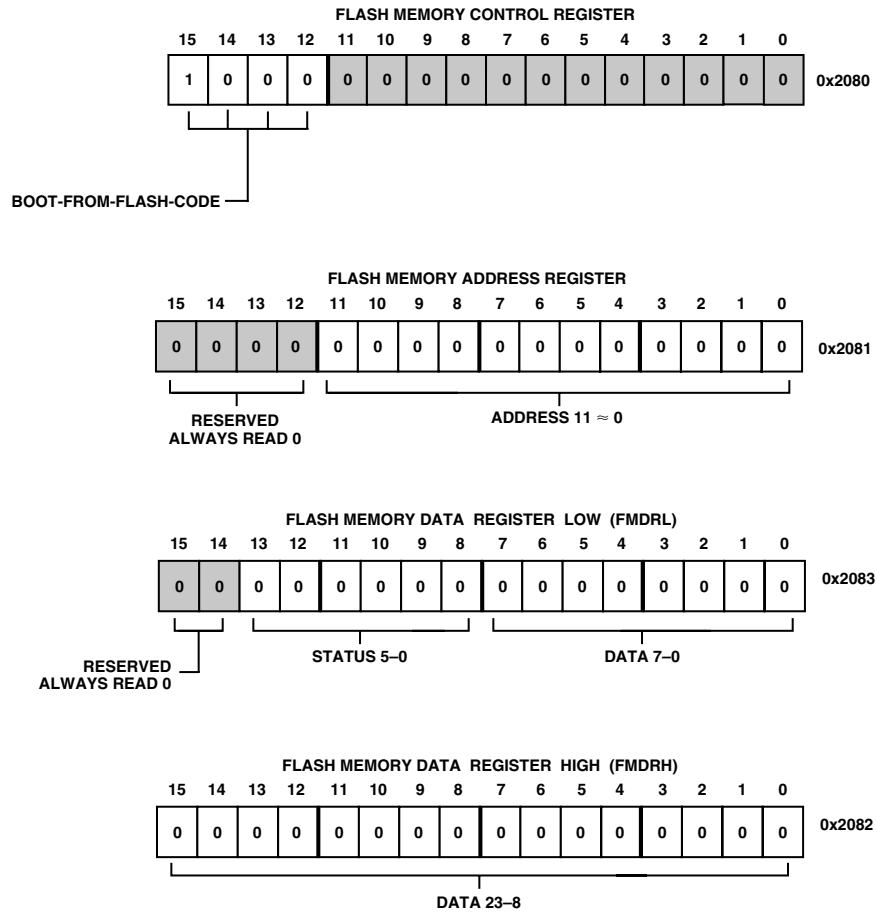 FLASH MEMORY CONTROL REGISTER
15 14 13 12 11 10 9 8 7 6 5 4 3 2 1 0
1 0 0 0 0 0 0 0 0 0 0 0 0 0 0 0 0x2080
BOOT-FROM-FLASH-CODE
FLASH MEMORY ADDRESS REGISTER
15 14 13 12 11 10 9 8 7 6 5 4 3 2 1 0
0 0 0 0 0 0 0 0 0 0 0 0 0 0 0 0 0x2081
RESERVED
ALWAYS READ 0
ADDRESS 11 ≈ 0
FLASH MEMORY DATA REGISTER LOW (FMDRL)
15 14 13 12 11 10 9 8 7 6 5 4 3 2 1 0
0 0 0 0 0 0 0 0 0 0 0 0 0 0 0 0 0x2083
RESERVED
ALWAYS READ 0
STATUS 5–0
DATA 7–0
FLASH MEMORY DATA REGISTER HIGH (FMDRH)
15 14 13 12 11 10 9 8 7 6 5 4 3 2 1 0
0 0 0 0 0 0 0 0 0 0 0 0 0 0 0 0 0x2082
DATA 23–8